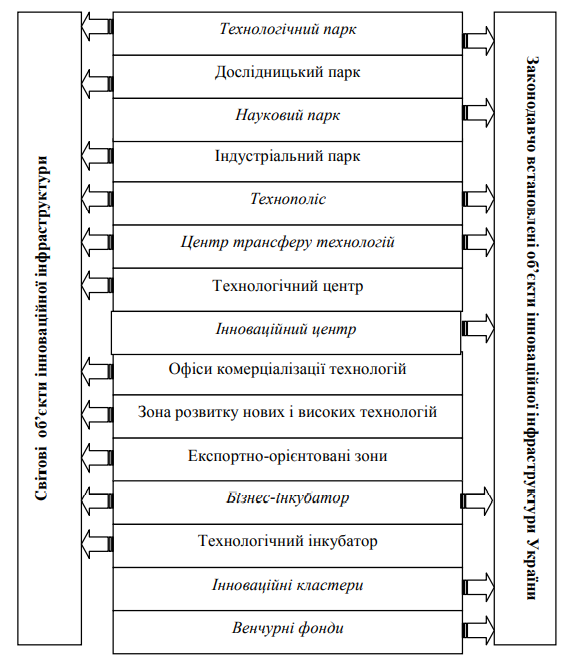 Світові об’єкти інноваційної інфраструктури
Технологічний парк
Дослідницький парк
Науковий парк
Індустріальний парк
Технополіс
Центр трансферу технологій
Технологічний центр
Інноваційний центр
Офіси комерціалізації технологій
Зона розвитку нових і високих технологій
Експортно-орієнтовані зони
Бізнес-інкубатор
Технологічний інкубатор
Інноваційні кластери
Венчурні фонди
Законодавчо встановлені об’єкти інноваційної інфраструктури України